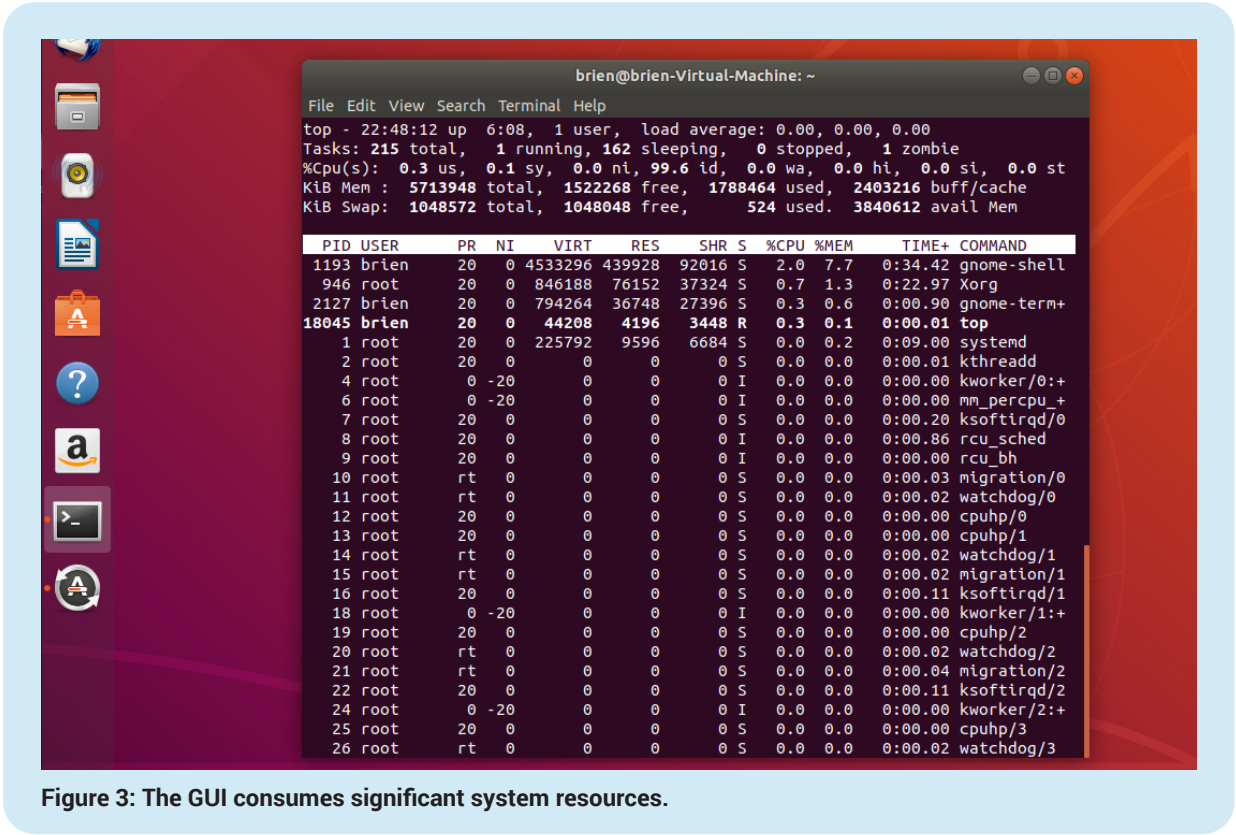 brien@brien-Virtual-Machine: ~
File Edit View Search Terminal Help
top - 22:48:12 up  6:08,  1 user,  load average: 0.00, 0.00, 0.00
Tasks: 215 total,   1 running, 162 sleeping,   0 stopped,   1 zombie
%Cpu(s):  0.3 us,  0.1 sy,  0.0 ni, 99.6 id,  0.0 wa,  0.0 hi,  0.0 si,  0.0 st
KiB Mem :  5713948 total,  1522268 free,  1788464 used,  2403216 buff/cache
KiB Swap:  1048572 total,  1048048 free,      524 used.  3840612 avail Mem
PID USER PR NI VIRT RES SHR S %CPU %MEM TIME+ COMMAND
1193 brien 20 0 4533296 439928 92016 S 2.0 7.7 0:34.42 gnome-shell
946 root 20 0 846188 76152 37324 S 0.7 1.3 0:22.97 Xorg
2127 brien 20 0 794264 36748 27396 S 0.3 0.6 0:00.90 gnome-term+
18045 brien 20 0 44208 4196 3448 R 0.3 0.1 0:00.01 top
1 root 20 0 225792 9596 6684 S 0.0 0.2 0:09.00 systemd
2 root 20 0 0 0 0 S 0.0 0.0 0:00.01 kthreadd
4 root 0 -20 0 0 0 I 0.0 0.0 0:00.00 kworker/0:+
6 root 0 -20 0 0 0 I 0.0 0.0 0:00.00 mm_percpu_+
7 root 20 0 0 0 0 S 0.0 0.0 0:00.20 ksoftirqd/0
8 root 20 0 0 0 0 I 0.0 0.0 0:00.86 rcu_sched
9 root 20 0 0 0 0 I 0.0 0.0 0:00.00 rcu_bh
10 root rt 0 0 0 0 S 0.0 0.0 0:00.03 migration/0
11 root rt 0 0 0 0 S 0.0 0.0 0:00.02 watchdog/0
12 root 20 0 0 0 0 S 0.0 0.0 0:00.00 cpuhp/0
13 root 20 0 0 0 0 S 0.0 0.0 0:00.00 cpuhp/1
14 root rt 0 0 0 0 S 0.0 0.0 0:00.02 watchdog/1
15 root rt 0 0 0 0 S 0.0 0.0 0:00.02 migration/1
16 root 20 0 0 0 0 S 0.0 0.0 0:00.11 ksoftirqd/1
18 root 0 -20 0 0 0 I 0.0 0.0 0:00.00 kworker/1:+
19 root 20 0 0 0 0 S 0.0 0.0 0:00.00 cpuhp/2
20 root rt 0 0 0 0 S 0.0 0.0 0:00.02 watchdog/2
21 root rt 0 0 0 0 S 0.0 0.0 0:00.04 migration/2
22 root 20 0 0 0 0 S 0.0 0.0 0:00.11 ksoftirqd/2
24 root 0 -20 0 0 0 I 0.0 0.0 0:00.00 kworker/2:+
25 root 20 0 0 0 0 S 0.0 0.0 0:00.00 cpuhp/3
26 root rt 0 0 0 0 S 0.0 0.0 0:00.02 watchdog/3
Figure 3: The GUI consumes significant system resources.